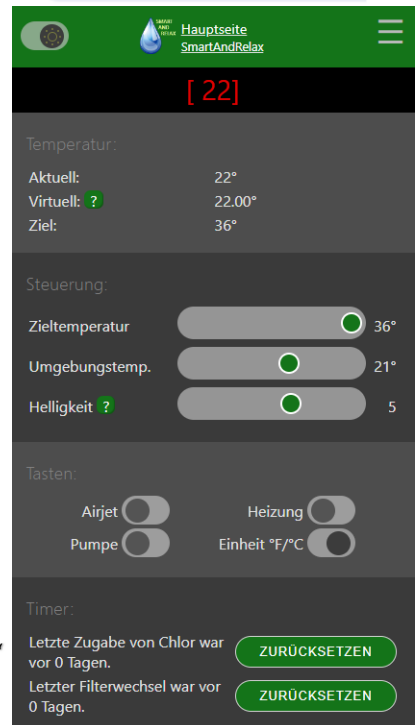 SMART
AND
RELAX
Hauptseite
SmartAndRelax
[ 22]
Temperatur:
Aktuell: 22°
Virtuell: ? 22.00°
Ziel: 36°
Steuerung:
Zieltemperatur 36°
Umgebungstemp. 21°
Helligkeit ? 5
Tasten:
Airjet Heizung
Pumpe Einheit °F/°C
Timer:
Letzte Zugabe von Chlor war
vor 0 Tagen.
ZURÜCKSETZEN
Letzter Filterwechsel war vor
0 Tagen.
ZURÜCKSETZEN